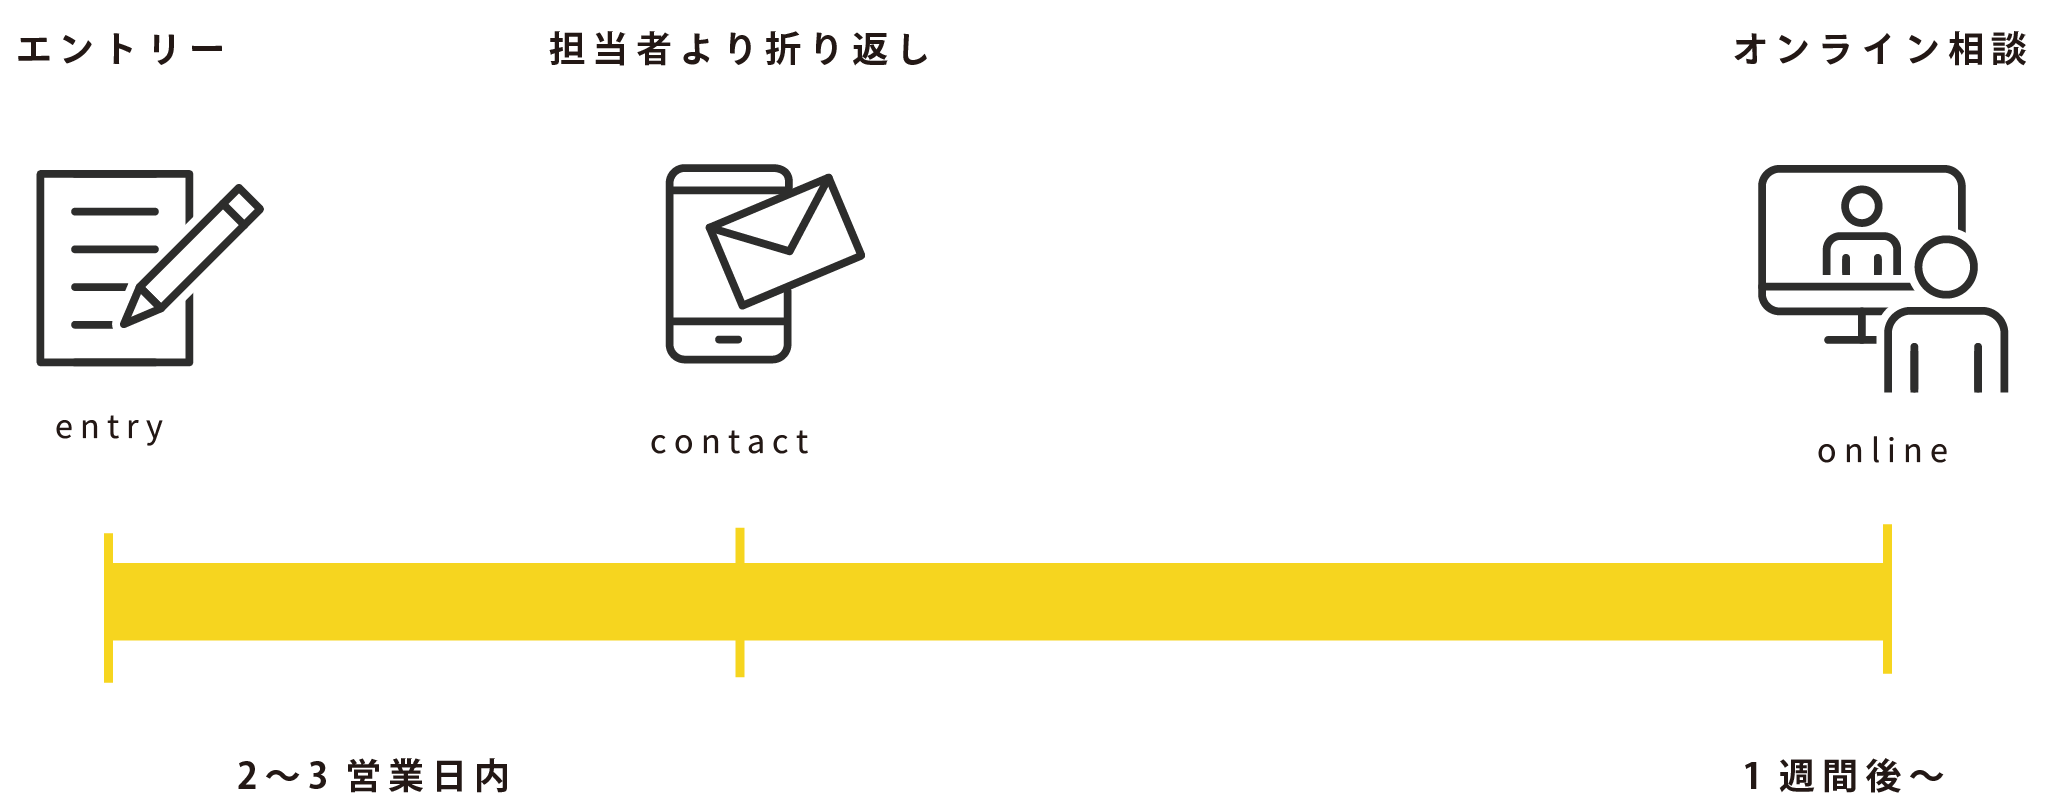 エントリー
担当者より折り返し
オンライン相談
entry
contact
online
2〜3 営業日内
1 週間後〜